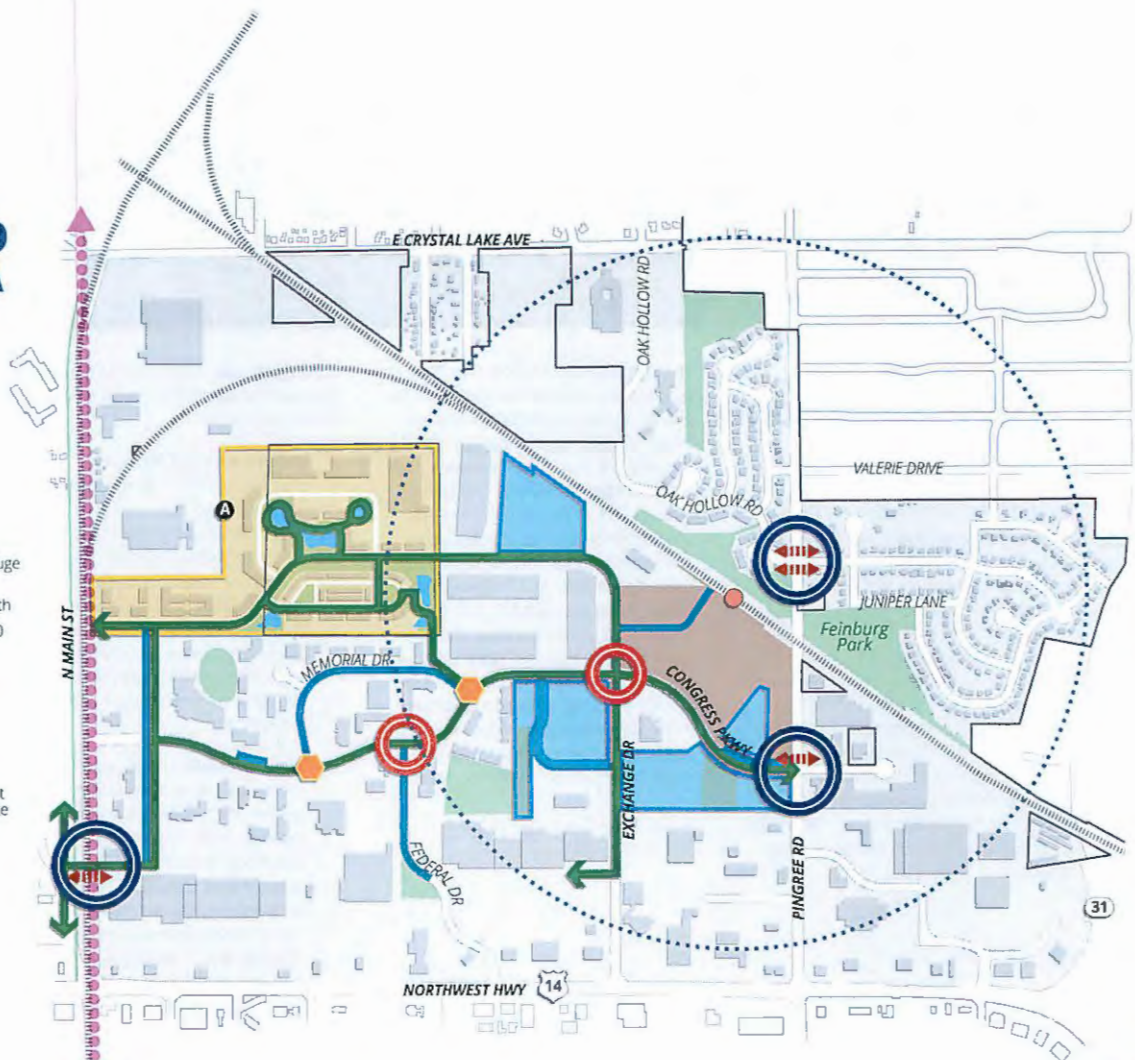 E CRYSTAL LAKE AVE
OAK HOLLOW RD
VALERIE DRIVE
OAK HOLLOW RD
A
N MAIN ST
JUNIPER LANE
Feinburg
Park
MEMORIAL DR
CONGRESS PKWY
EXCHANGE DR
FEDERAL DR
PINGREE RD
31
NORTHWEST HWY
14